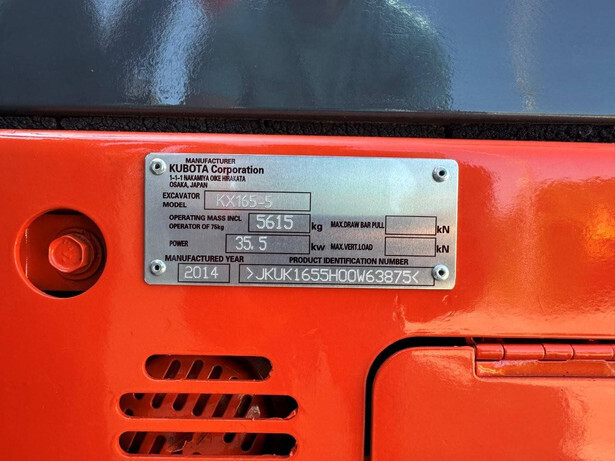 MANUFACTURER
KUBOTA Corporation
1-1-1 NAKAMIYA OIKE HIRAKATA
OSAKA, JAPAN
EXCAVATOR MODEL KX165-5
OPERATING MASS INCL OPERATOR OF 75kg 5615 kg MAX.DRAW BAR PULL kN
POWER 35.5 kw MAX.VERT.LOAD kN
MANUFACTURED YEAR PRODUCT IDENTIFICATION NUMBER
2014 >JKUK1655H00W63875<